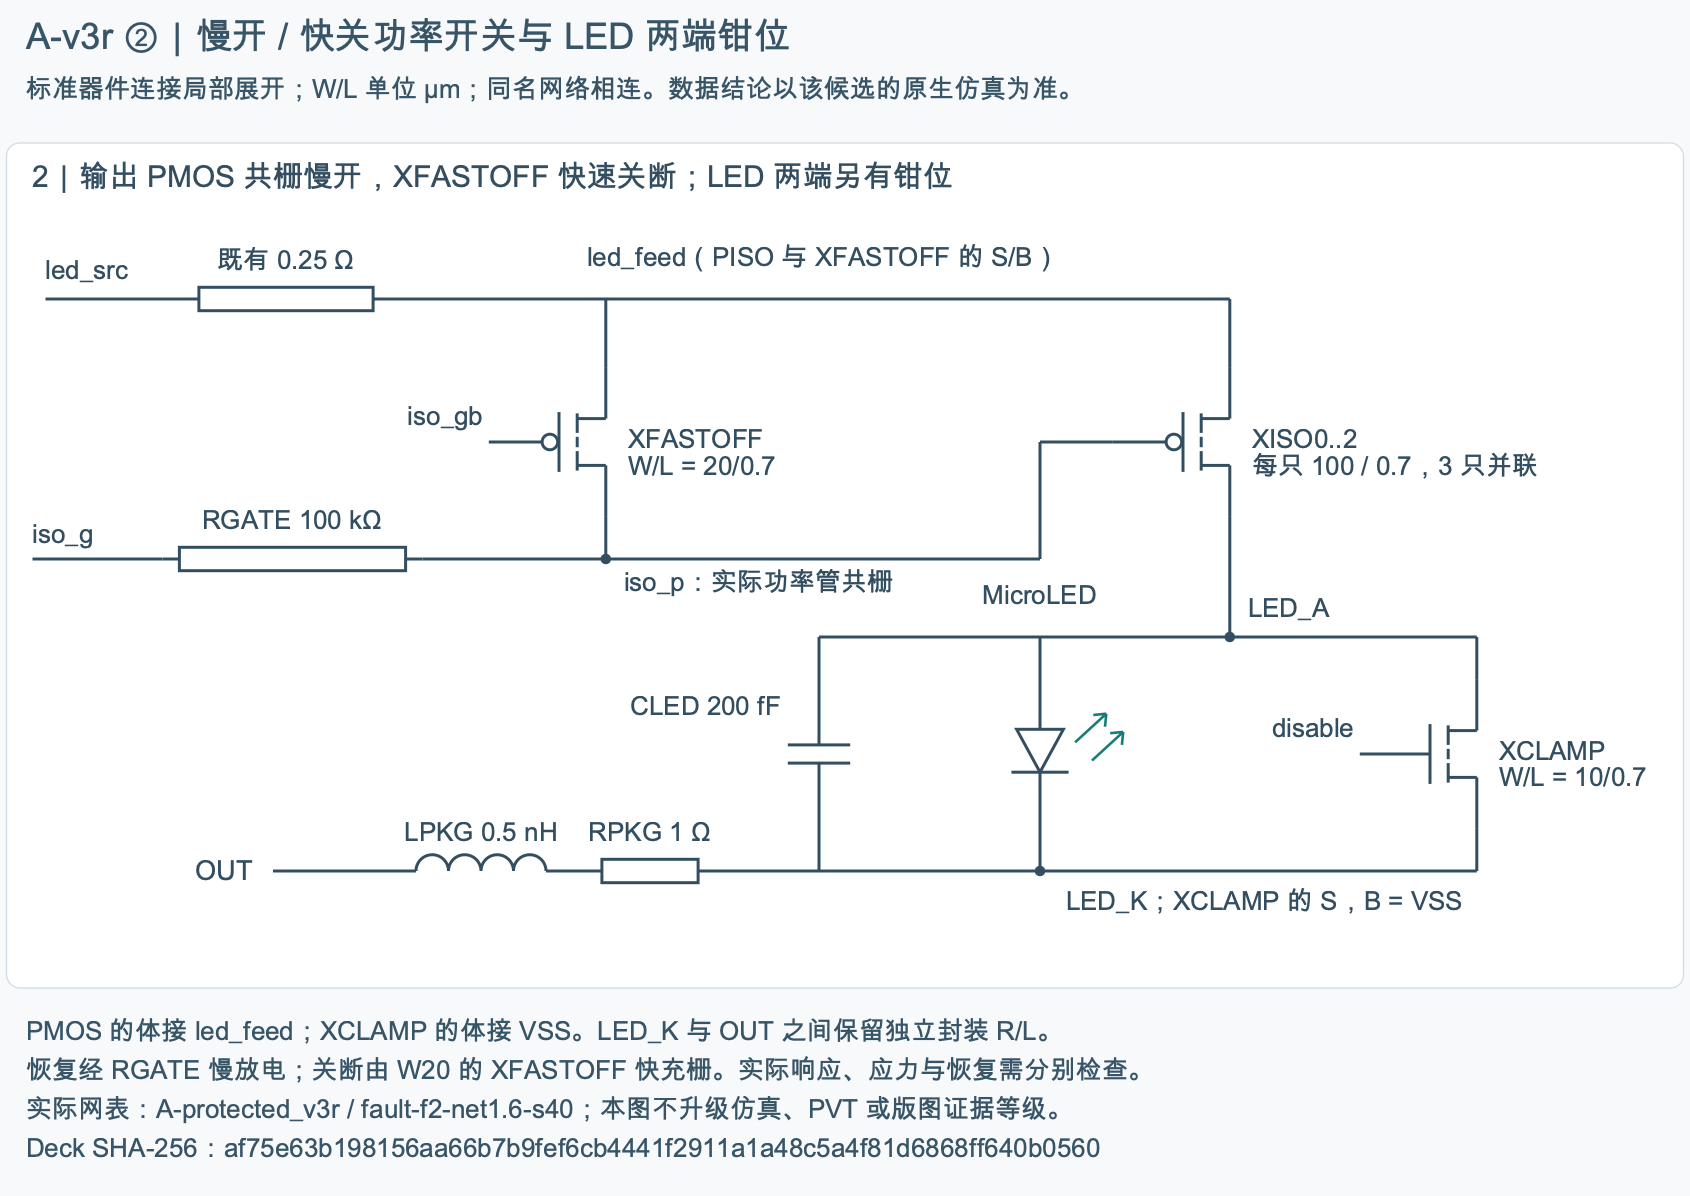 A-v3r ②｜慢开 / 快关功率开关与 LED 两端钳位
标准器件连接局部展开；W/L 单位 μm；同名网络相连。数据结论以该候选的原生仿真为准。
2｜输出 PMOS 共栅慢开，XFASTOFF 快速关断；LED 两端另有钳位
led_src
既有 0.25 Ω
led_feed（PISO 与 XFASTOFF 的 S/B）
iso_gb
XFASTOFF
W/L = 20/0.7
XISO0..2
每只 100 / 0.7，3 只并联
iso_g
RGATE 100 kΩ
iso_p：实际功率管共栅
MicroLED
LED_A
CLED 200 fF
disable
XCLAMP
W/L = 10/0.7
OUT
LPKG 0.5 nH
RPKG 1 Ω
LED_K；XCLAMP 的 S，B = VSS
PMOS 的体接 led_feed；XCLAMP 的体接 VSS。LED_K 与 OUT 之间保留独立封装 R/L。
恢复经 RGATE 慢放电；关断由 W20 的 XFASTOFF 快充栅。实际响应、应力与恢复需分别检查。
实际网表：A-protected_v3r / fault-f2-net1.6-s40；本图不升级仿真、PVT 或版图证据等级。
Deck SHA-256：af75e63b198156aa66b7b9fef6cb4441f2911a1a48c5a4f81d6868ff640b0560